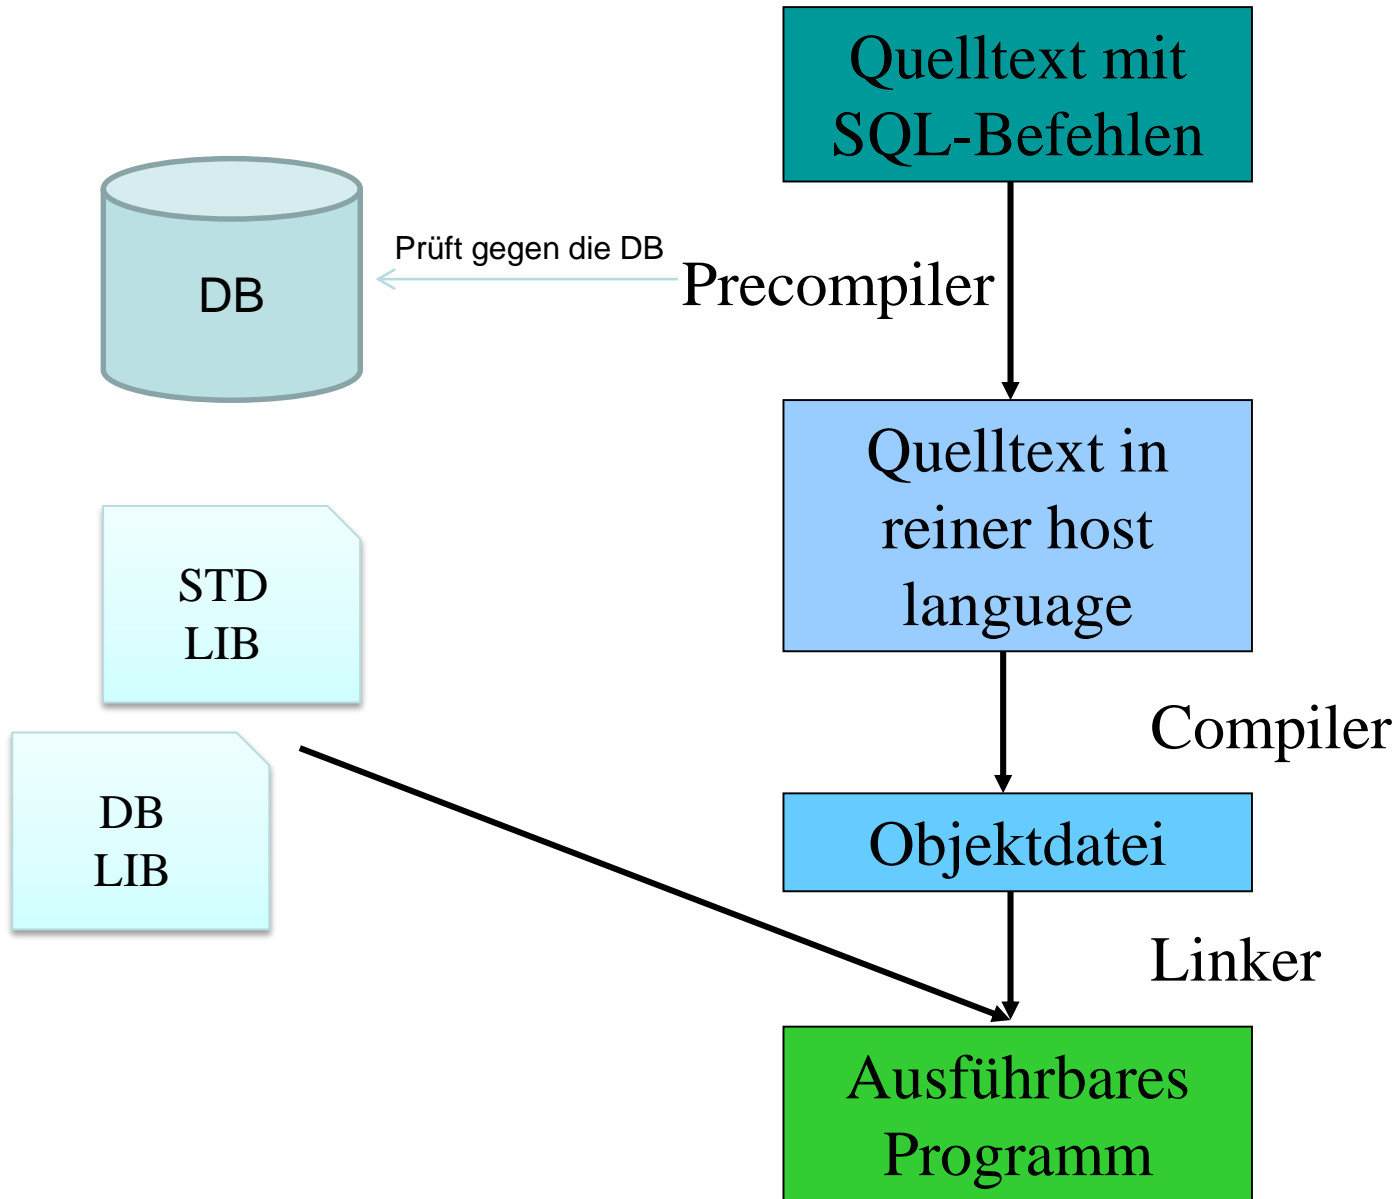 Quelltext mit
SQL-Befehlen
Prüft gegen die DB
Precompiler
DB
Quelltext in
reiner host
language
STD
LIB
Compiler
DB
LIB
Objektdatei
Linker
Ausführbares
Programm